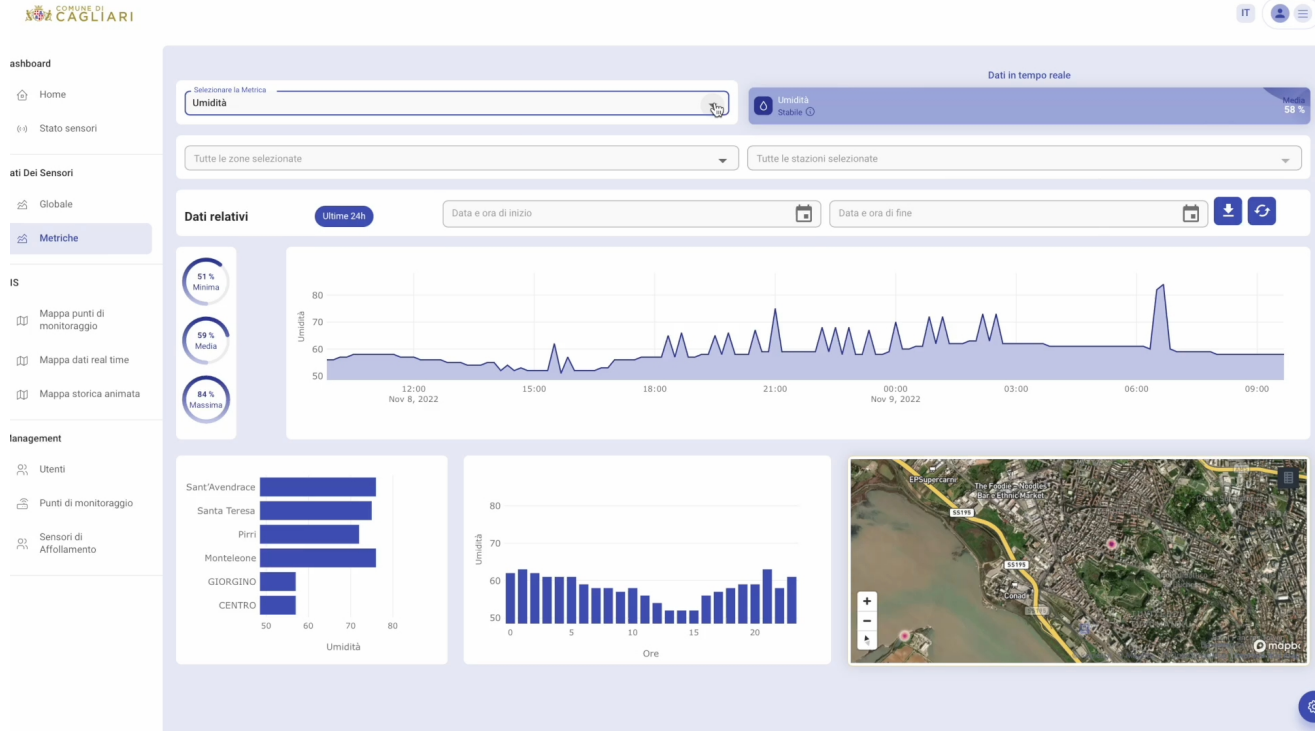 COMUNE DI
CAGLIARI
IT
ashboard
Home
Stato sensori
ati Dei Sensori
Globale
Metriche
IS
Mappa punti di
monitoraggio
Mappa dati real time
Mappa storica animata
Management
Utenti
Punti di monitoraggio
Sensori di
Affollamento
Selezionare la Metrica
Umidità
Dati in tempo reale
Umidità
Stabile
Media
58 %
Tutte le zone selezionate
Tutte le stazioni selezionate
Dati relativi
Ultime 24h
Data e ora di inizio
Data e ora di fine
51 %
Minima
59 %
Media
84 %
Massima
Umidità
80
70
60
50
12:00
Nov 8, 2022
15:00
18:00
21:00
00:00
Nov 9, 2022
03:00
06:00
09:00
Sant'Avendrace
Santa Teresa
Pirri
Monteleone
GIORGINO
CENTRO
50 60 70 80
Umidità
Umidità
80
70
60
50
0 5 10 15 20
Ore
EPSupercarni
The Foodie - Noodles
Bar e Ethnic Market
SS195
SS195
Conad
+
−
mapb